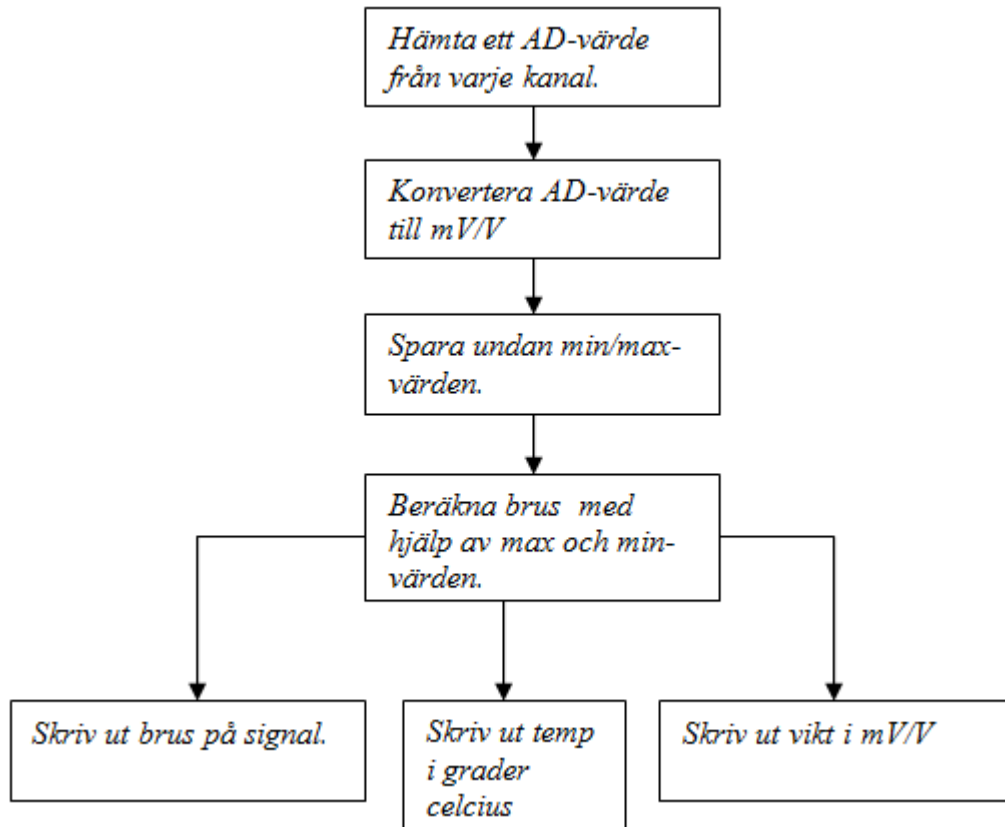 Hämta ett AD-värde
från varje kanal.
Konvertera AD-värde
till mV/V
Spara undan min/max-
värden.
Beräkna brus med
hjälp av max och min-
värden.
Skriv ut brus på signal.
Skriv ut temp
i grader
celcius
Skriv ut vikt i mV/V